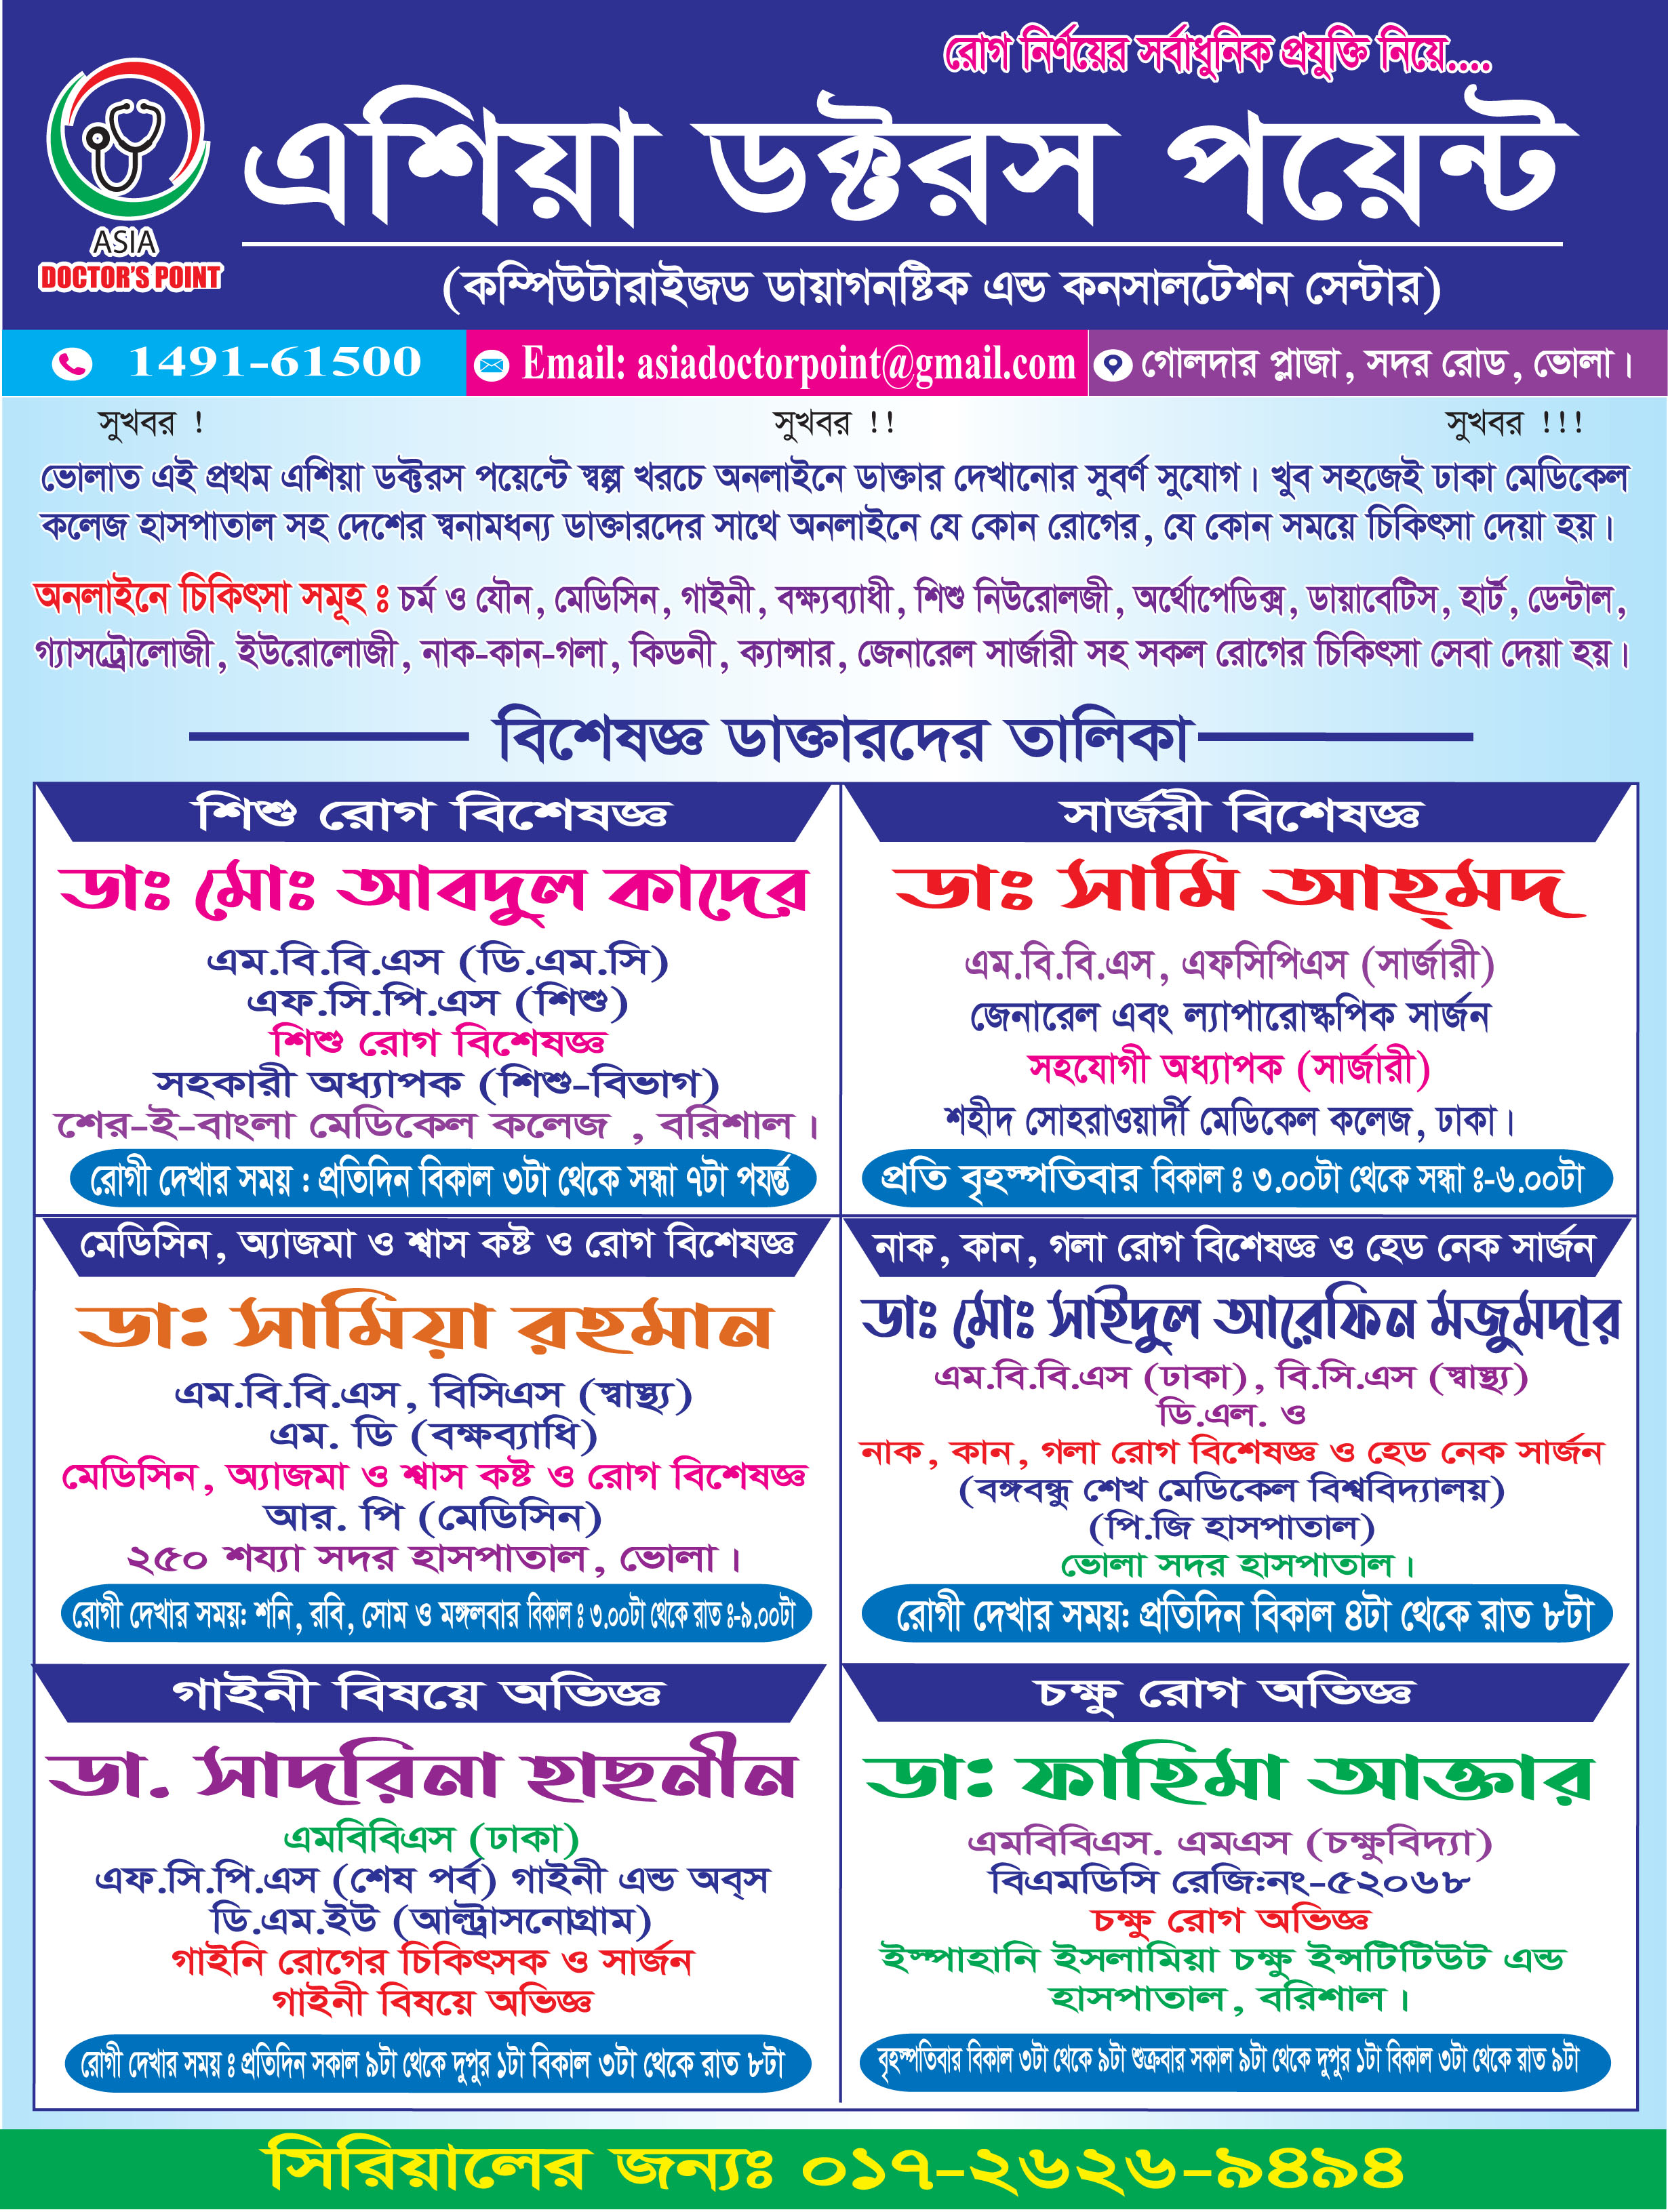 রোগ নির্ণয়ের সর্বাধুনিক প্রযুক্তি নিয়ে....
এশিয়া ডক্টরস পয়েন্ট
ASIA
DOCTOR'S POINT
(কম্পিউটারাইজড ডায়াগনষ্টিক এন্ড কনসালটেশন সেন্টার)
1491-61500
Email: asiadoctorpoint@gmail.com
গোলদার প্লাজা, সদর রোড, ভোলা।
সুখবর ! সুখবর !! সুখবর !!!
ভোলাত এই প্রথম এশিয়া ডক্টরস পয়েন্টে স্বল্প খরচে অনলাইনে ডাক্তার দেখানোর সুবর্ণ সুযোগ। খুব সহজেই ঢাকা মেডিকেল
কলেজ হাসপাতাল সহ দেশের স্বনামধন্য ডাক্তারদের সাথে অনলাইনে যে কোন রোগের, যে কোন সময়ে চিকিৎসা দেয়া হয়।
অনলাইনে চিকিৎসা সমূহ ঃ চর্ম ও যৌন, মেডিসিন, গাইনী, বক্ষ্যব্যাধী, শিশু নিউরোলজী, অর্থোপেডিক্স, ডায়াবেটিস, হার্ট, ডেন্টাল,
গ্যাসট্রোলোজী, ইউরোলোজী, নাক-কান-গলা, কিডনী, ক্যান্সার, জেনারেল সার্জারী সহ সকল রোগের চিকিৎসা সেবা দেয়া হয়।
বিশেষজ্ঞ ডাক্তারদের তালিকা
শিশু রোগ বিশেষজ্ঞ
ডাঃ মোঃ আবদুল কাদের
এম.বি.বি.এস (ডি.এম.সি)
এফ.সি.পি.এস (শিশু)
শিশু রোগ বিশেষজ্ঞ
সহকারী অধ্যাপক (শিশু-বিভাগ)
শের-ই-বাংলা মেডিকেল কলেজ , বরিশাল।
রোগী দেখার সময় : প্রতিদিন বিকাল ৩টা থেকে সন্ধা ৭টা পযর্ন্ত
সার্জরী বিশেষজ্ঞ
ডাঃ সামি আহ্মদ
এম.বি.বি.এস, এফসিপিএস (সার্জারী)
জেনারেল এবং ল্যাপারোস্কপিক সার্জন
সহযোগী অধ্যাপক (সার্জারী)
শহীদ সোহরাওয়ার্দী মেডিকেল কলেজ, ঢাকা।
প্রতি বৃহস্পতিবার বিকাল ঃ ৩.০০টা থেকে সন্ধা ঃ-৬.০০টা
মেডিসিন, অ্যাজমা ও শ্বাস কষ্ট ও রোগ বিশেষজ্ঞ
ডা: সামিয়া রহমান
এম.বি.বি.এস, বিসিএস (স্বাস্থ্য)
এম. ডি (বক্ষব্যাধি)
মেডিসিন, অ্যাজমা ও শ্বাস কষ্ট ও রোগ বিশেষজ্ঞ
আর. পি (মেডিসিন)
২৫০ শয্যা সদর হাসপাতাল, ভোলা।
রোগী দেখার সময়: শনি, রবি, সোম ও মঙ্গলবার বিকাল ঃ ৩.০০টা থেকে রাত ঃ-৯.০০টা
নাক, কান, গলা রোগ বিশেষজ্ঞ ও হেড নেক সার্জন
ডাঃ মোঃ সাইদুল আরেফিন মজুমদার
এম.বি.বি.এস (ঢাকা), বি.সি.এস (স্বাস্থ্য)
ডি.এল. ও
নাক, কান, গলা রোগ বিশেষজ্ঞ ও হেড নেক সার্জন
(বঙ্গবন্ধু শেখ মেডিকেল বিশ্ববিদ্যালয়)
(পি.জি হাসপাতাল)
ভোলা সদর হাসপাতাল।
রোগী দেখার সময়: প্রতিদিন বিকাল ৪টা থেকে রাত ৮টা
গাইনী বিষয়ে অভিজ্ঞ
ডা. সাদরিনা হাছনীন
এমবিবিএস (ঢাকা)
এফ.সি.পি.এস (শেষ পর্ব) গাইনী এন্ড অব্স
ডি.এম.ইউ (আল্ট্রাসনোগ্রাম)
গাইনি রোগের চিকিৎসক ও সার্জন
গাইনী বিষয়ে অভিজ্ঞ
রোগী দেখার সময় ঃ প্রতিদিন সকাল ৯টা থেকে দুপুর ১টা বিকাল ৩টা থেকে রাত ৮টা
চক্ষু রোগ অভিজ্ঞ
ডা: ফাহিমা আক্তার
এমবিবিএস. এমএস (চক্ষুবিদ্যা)
বিএমডিসি রেজি:নং-৫২০৬৮
চক্ষু রোগ অভিজ্ঞ
ইস্পাহানি ইসলামিয়া চক্ষু ইন্সটিটিউট এন্ড
হাসপাতাল, বরিশাল।
বৃহস্পতিবার বিকাল ৩টা থেকে ৯টা শুক্রবার সকাল ৯টা থেকে দুপুর ১টা বিকাল ৩টা থেকে রাত ৯টা
সিরিয়ালের জন্যঃ ০১৭-২৬২৬-৯৪৯৪